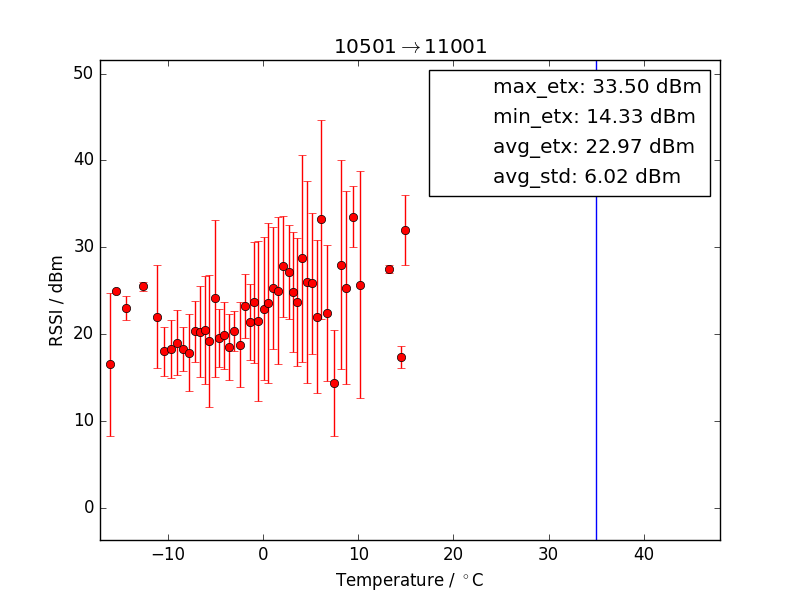 10501→11001
max_etx: 33.50 dBm
min_etx: 14.33 dBm
avg_etx: 22.97 dBm
avg_std: 6.02 dBm
RSSI / dBm
50
40
30
20
10
0
−10 0 10 20 30 40
Temperature / °C